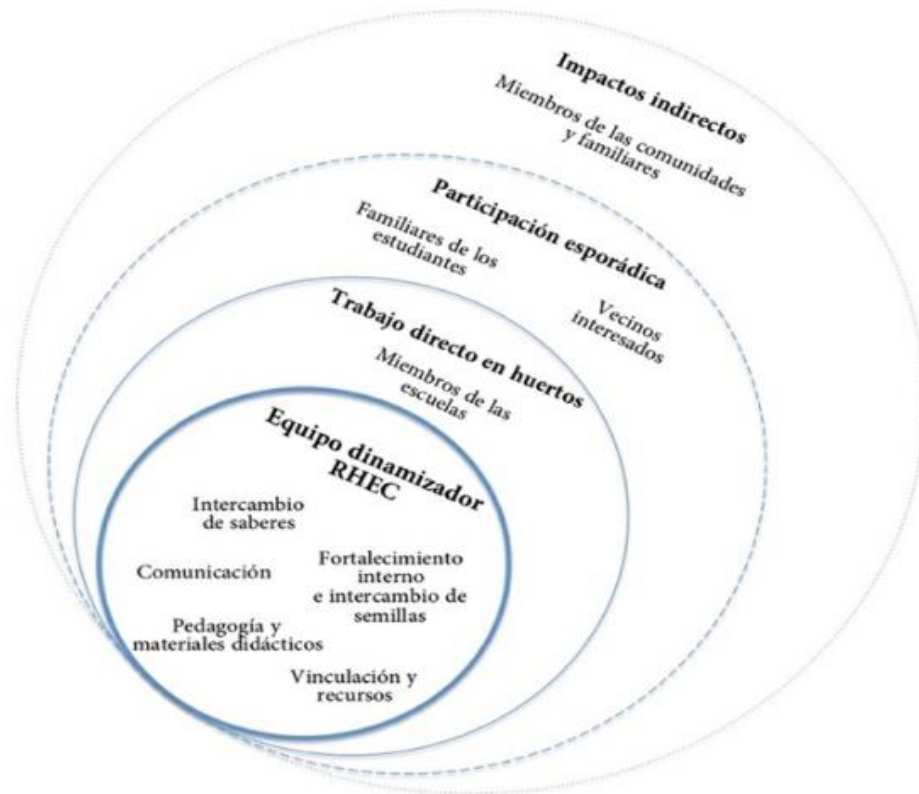 Impactos indirectos
Miembros de las comunidades
y familiares
Participación esporádica
Familiares de los
estudiantes
Vecinos
interesados
Trabajo directo en huertos
Miembros de las
escuelas
Equipo dinamizador
RHEC
Intercambio
de saberes
Comunicación
Fortalecimiento
interno
e intercambio de
semillas
Pedagogía y
materiales didácticos
Vinculación y
recursos